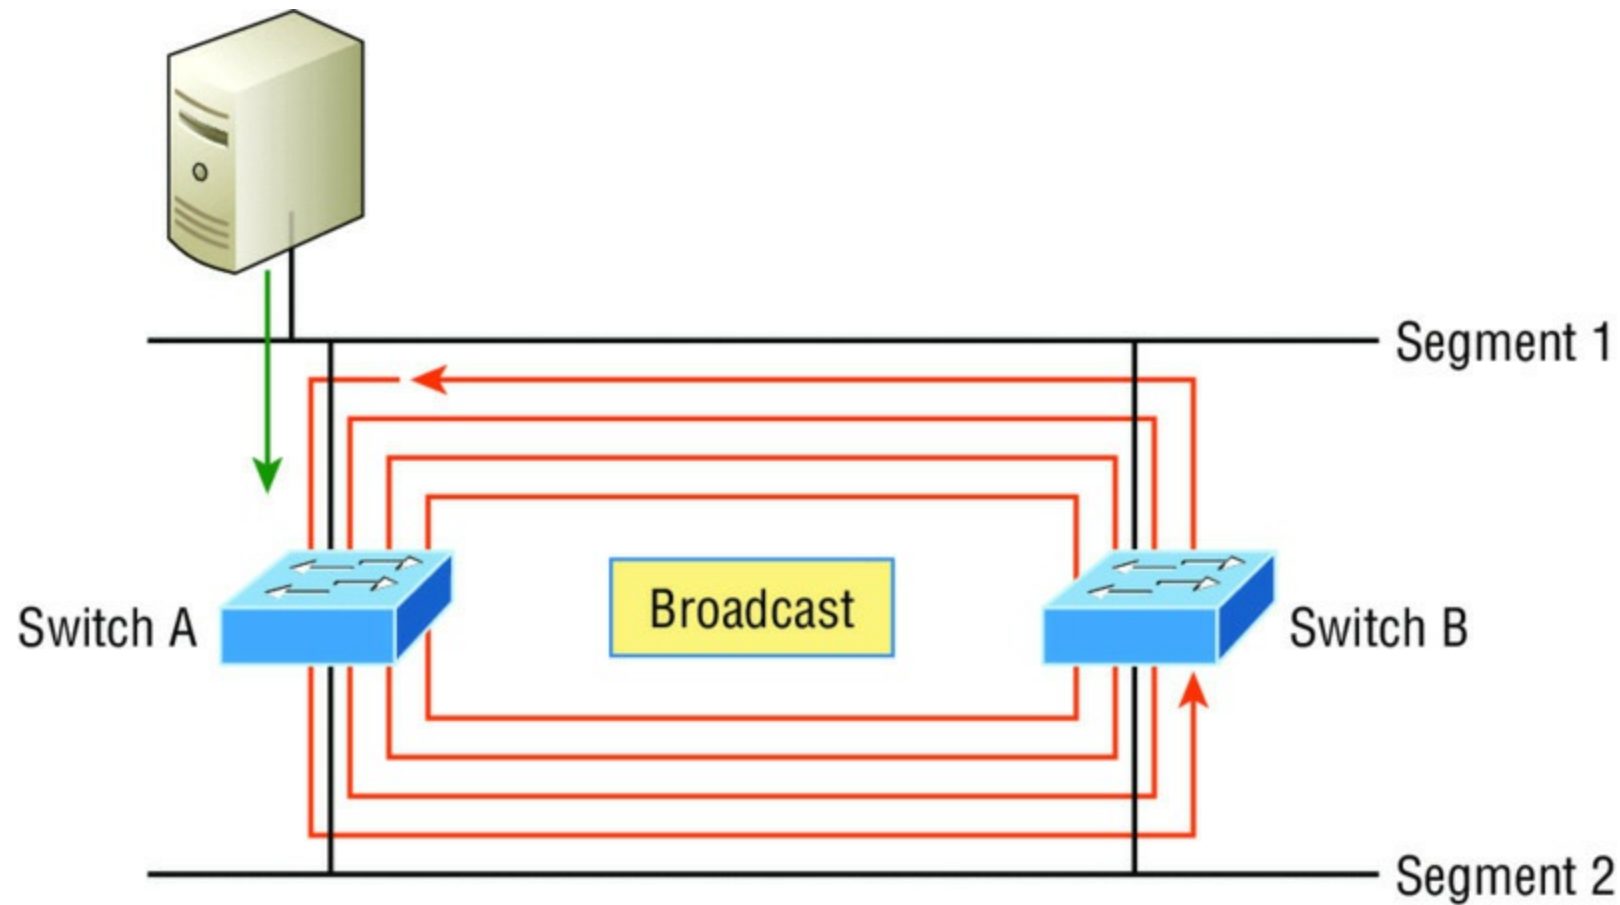 Segment 1
Broadcast
Switch A
Switch B
Segment 2